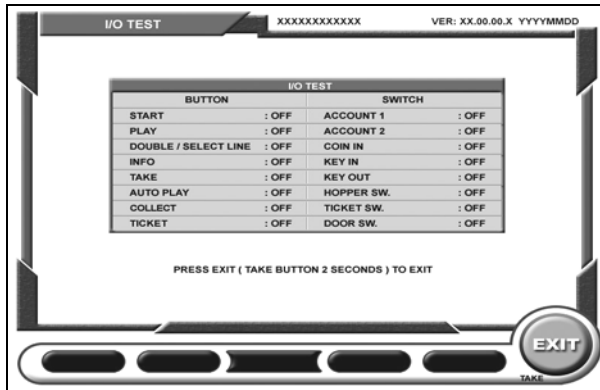 I/O TEST XXXXXXXXXXXX VER: XX.00.00.X YYYYMMDD
I/O TEST
BUTTON SWITCH
START : OFF ACCOUNT 1 : OFF
PLAY : OFF ACCOUNT 2 : OFF
DOUBLE / SELECT LINE : OFF COIN IN : OFF
INFO : OFF KEY IN : OFF
TAKE : OFF KEY OUT : OFF
AUTO PLAY : OFF HOPPER SW. : OFF
COLLECT : OFF TICKET SW. : OFF
TICKET : OFF DOOR SW. : OFF
PRESS EXIT ( TAKE BUTTON 2 SECONDS ) TO EXIT
EXIT
TAKE